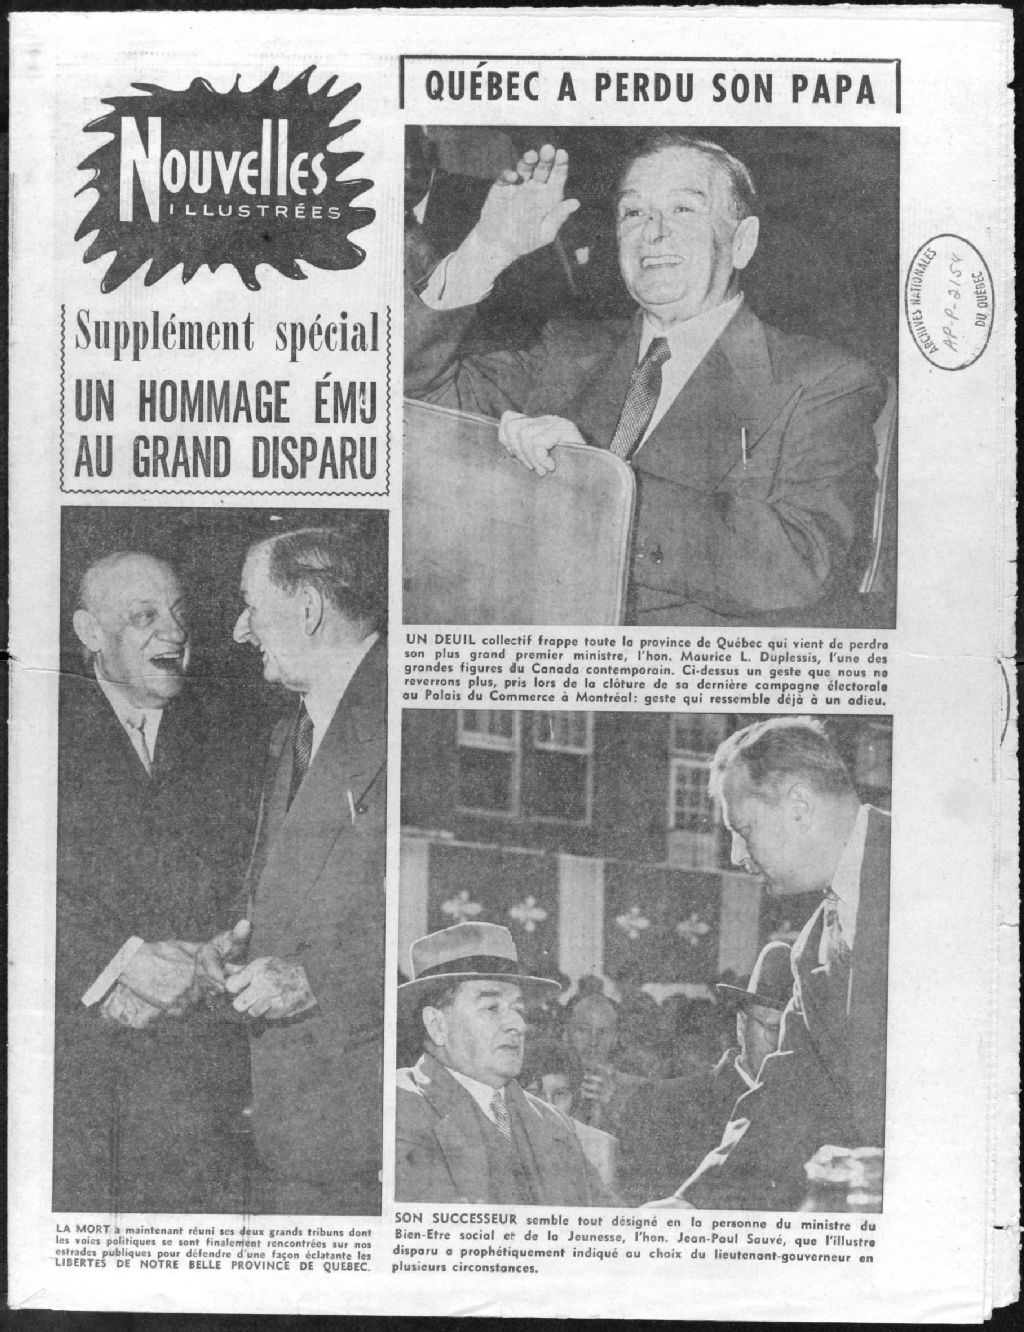 QUÉBEC A PERDU SON PAPA
Nouvelles
ILLUSTRÉES
Supplément spécial
UN HOMMAGE ÉMU
AU GRAND DISPARU
ARCHIVES NATIONALES
AP-P-2154
DU QUÉBEC
UN DEUIL collectif frappe toute la province de Québec qui vient de perdre
son plus grand premier ministre, l'hon. Maurice L. Duplessis, l'une des
grandes figures du Canada contemporain. Ci-dessus un geste que nous ne
reverrons plus, pris lors de la clôture de sa dernière campagne électorale
au Palais du Commerce à Montréal: geste qui ressemble déjà à un adieu.
LA MORT a maintenant réuni ses deux grands tribuns dont
les voies politiques se sont finalement rencontrées sur nos
estrades publiques pour défendre d'une façon éclatante les
LIBERTES DE NOTRE BELLE PROVINCE DE QUEBEC.
SON SUCCESSEUR semble tout désigné en la personne du ministre du
Bien-Etre social et de la Jeunesse, l'hon. Jean-Paul Sauvé, que l'illustre
disparu a prophétiquement indiqué au choix du lieutenant-gouverneur en
plusieurs circonstances.